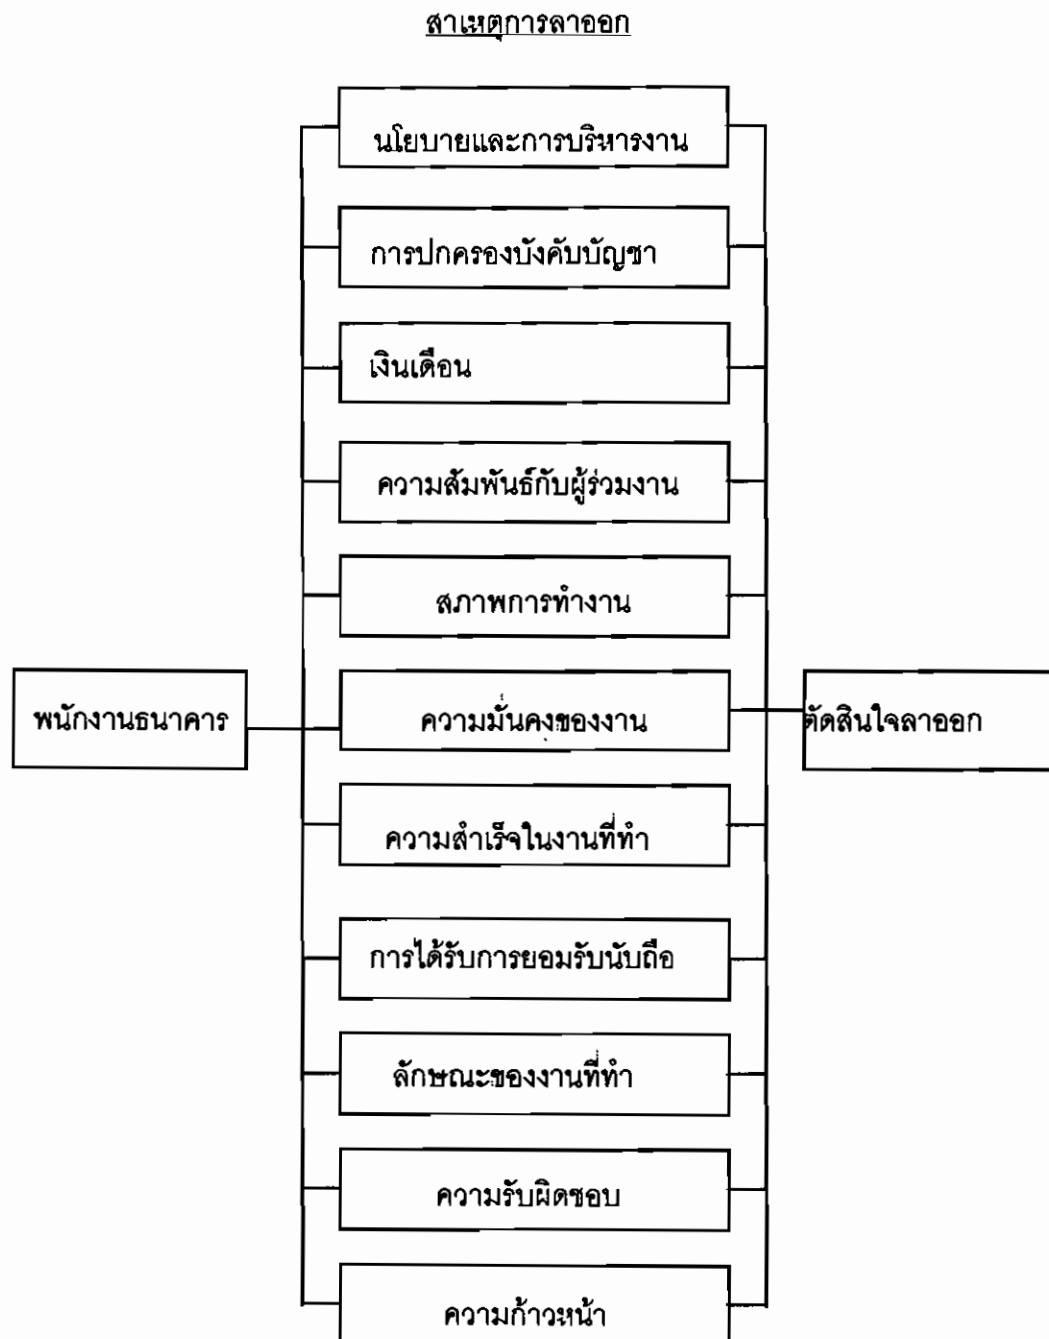 สาเหตุการลาออก
นโยบายและการบริหารงาน
การปกครองบังคับบัญชา
เงินเดือน
ความสัมพันธ์กับผู้ร่วมงาน
สภาพการทำงาน
พนักงานธนาคาร
ความมั่นคงของงาน
ตัดสินใจลาออก
ความสำเร็จในงานที่ทำ
การได้รับการยอมรับนับถือ
ลักษณะของงานที่ทำ
ความรับผิดชอบ
ความก้าวหน้า